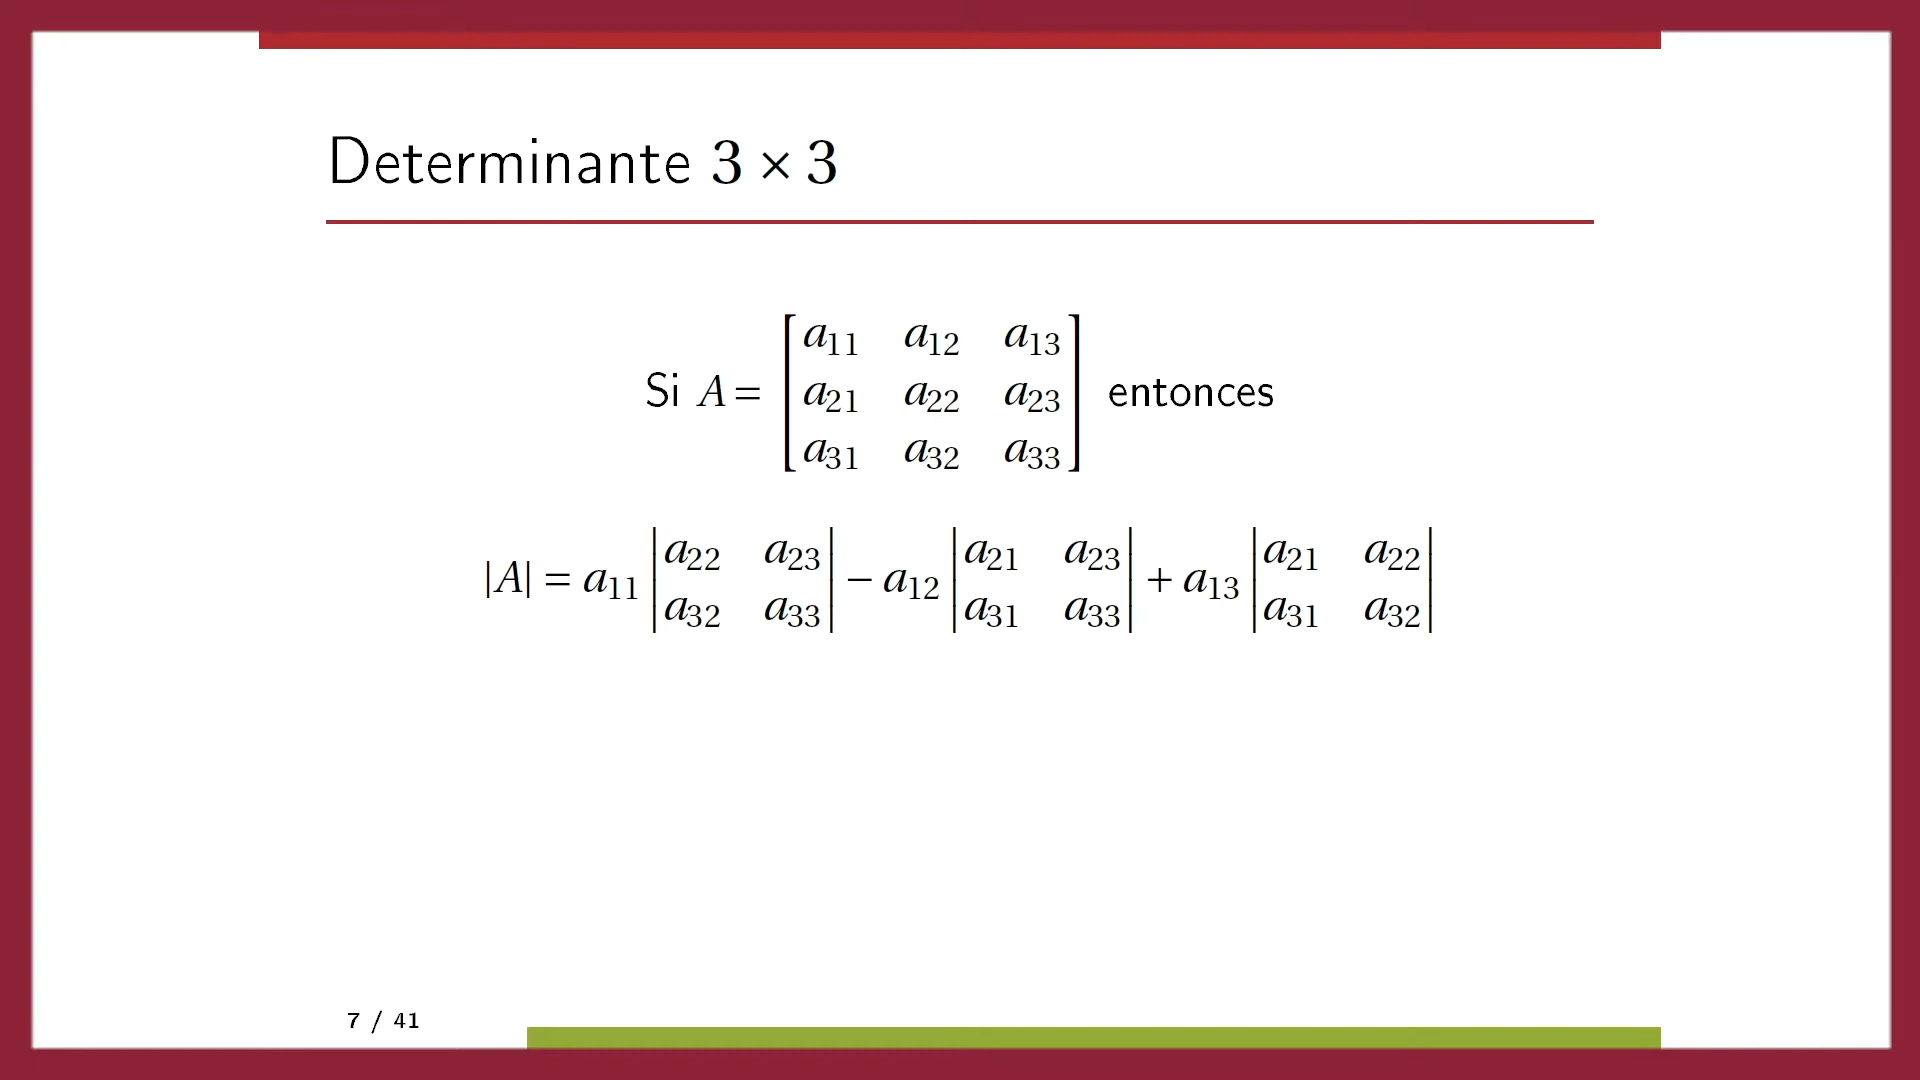 Determinante 3 × 3
Si A = [a₁₁ a₁₂ a₁₃
a₂₁ a₂₂ a₂₃
a₃₁ a₃₂ a₃₃] entonces
|A| = a₁₁ |a₂₂ a₂₃; a₃₂ a₃₃| − a₁₂ |a₂₁ a₂₃; a₃₁ a₃₃| + a₁₃ |a₂₁ a₂₂; a₃₁ a₃₂|
7 / 41